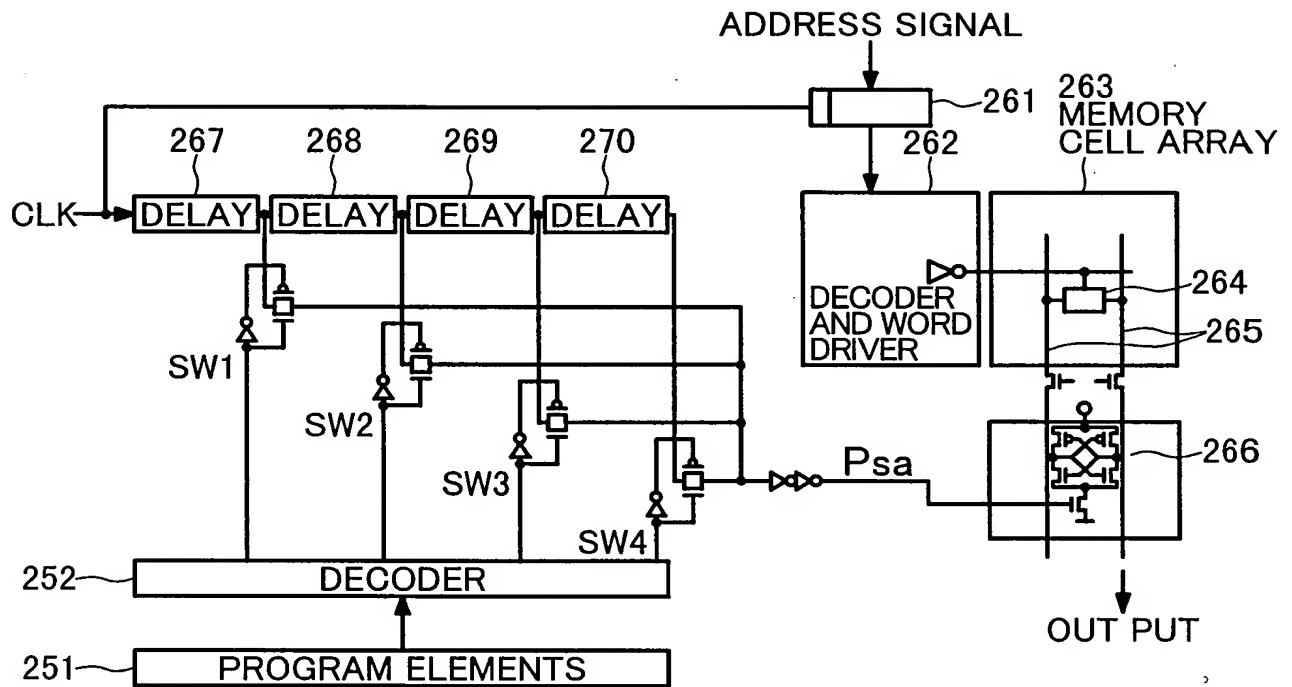 ADDRESS SIGNAL
261
263
MEMORY
CELL ARRAY
267
268
269
270
262
CLK
DELAY
DELAY
DELAY
DELAY
264
DECODER
AND WORD
DRIVER
265
SW1
SW2
SW3
SW4
Psa
266
252
DECODER
OUT PUT
251
PROGRAM ELEMENTS